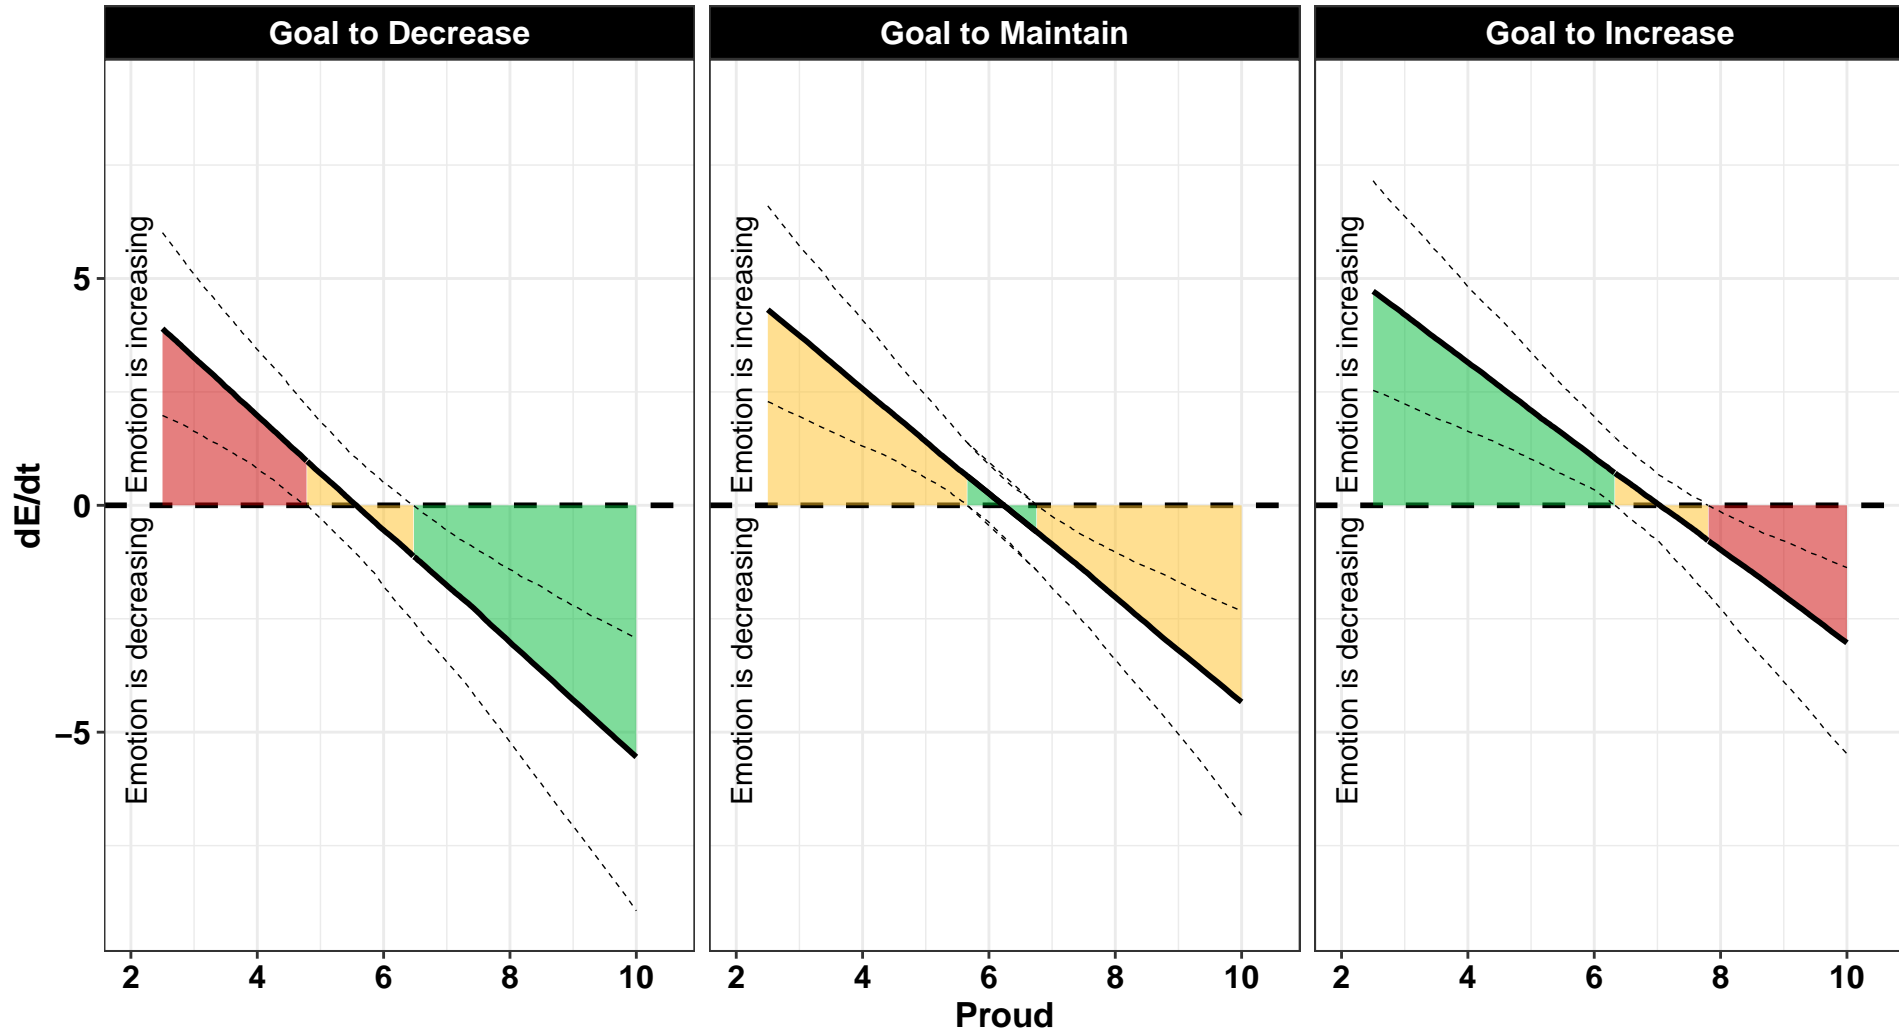 Goal to Decrease
Goal to Maintain
Goal to Increase
dE/dt
5
0
−5
Emotion is increasing
Emotion is decreasing
Emotion is increasing
Emotion is decreasing
Emotion is increasing
Emotion is decreasing
2 4 6 8 10
2 4 6 8 10
2 4 6 8 10
Proud